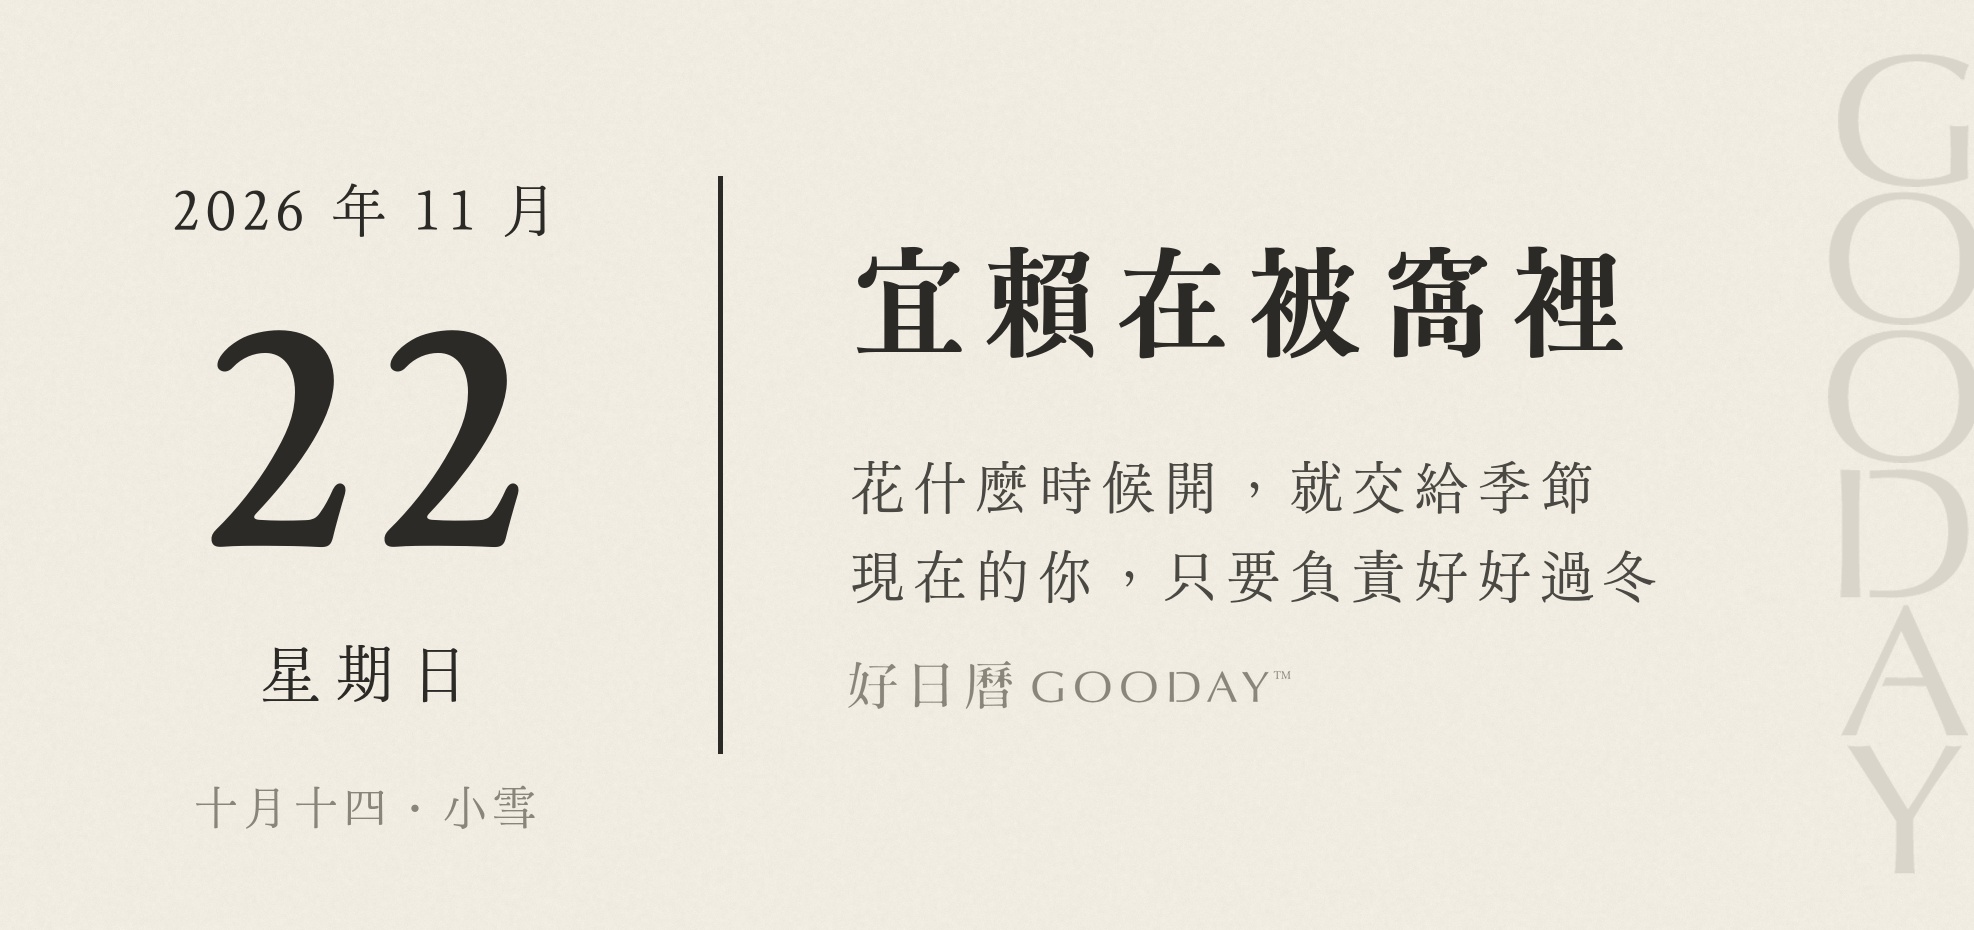 2026 年 11 月
22
星期日
十月十四・小雪
宜賴在被窩裡
花什麼時候開，就交給季節
現在的你，只要負責好好過冬
好日曆 GOODAY™
GOODAY